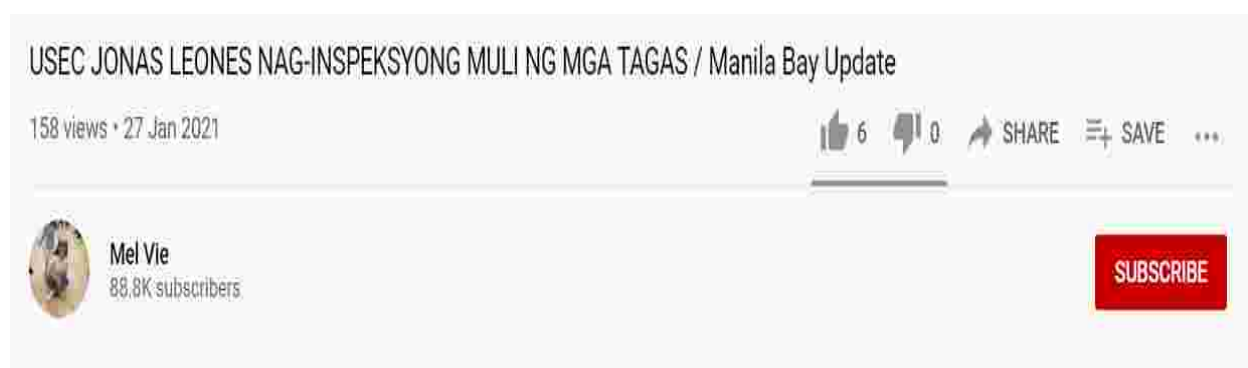 USEC JONAS LEONES NAG-INSPEKSYONG MULI NG MGA TAGAS / Manila Bay Update
158 views • 27 Jan 2021
6 0 SHARE SAVE ...
Mel Vie
88.8K subscribers
SUBSCRIBE